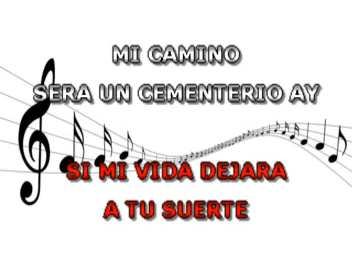 MI CAMINO
SERA UN CEMENTERIO AY
SI MI VIDA DEJARA
A TU SUERTE